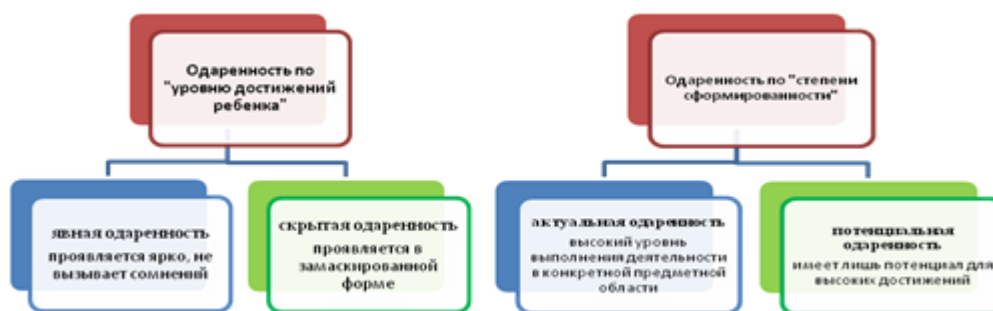 Одаренность по
"уровню достижений
ребенка"
явная одаренность
проявляется ярко, не
вызывает сомнений
скрытая одаренность
проявляется в
замаскированной
форме
Одаренность по "степени
сформированности"
актуальная одаренность
высокий уровнь
выполнения деятельности
в конкретной предметной
области
потенциальная
одаренность
имеет лишь потенциал для
высоких достижений